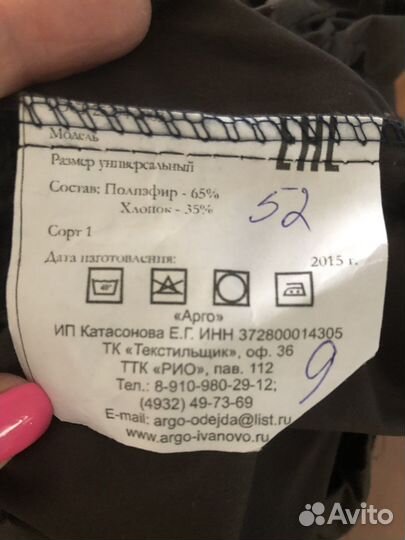 Модель
EAC
Размер универсальный
Состав: Полиэфир - 65%
Хлопок - 35%
52
Сорт 1
Дата изготовления: 2015 г.
«Арго»
ИП Катасонова Е.Г. ИНН 372800014305
ТК «Текстильщик», оф. 36
ТТК «РИО», пав. 112
Тел.: 8-910-980-29-12;
(4932) 49-73-69
9
E-mail: argo-odejda@list.ru
www.argo-ivanovo.ru
Avito